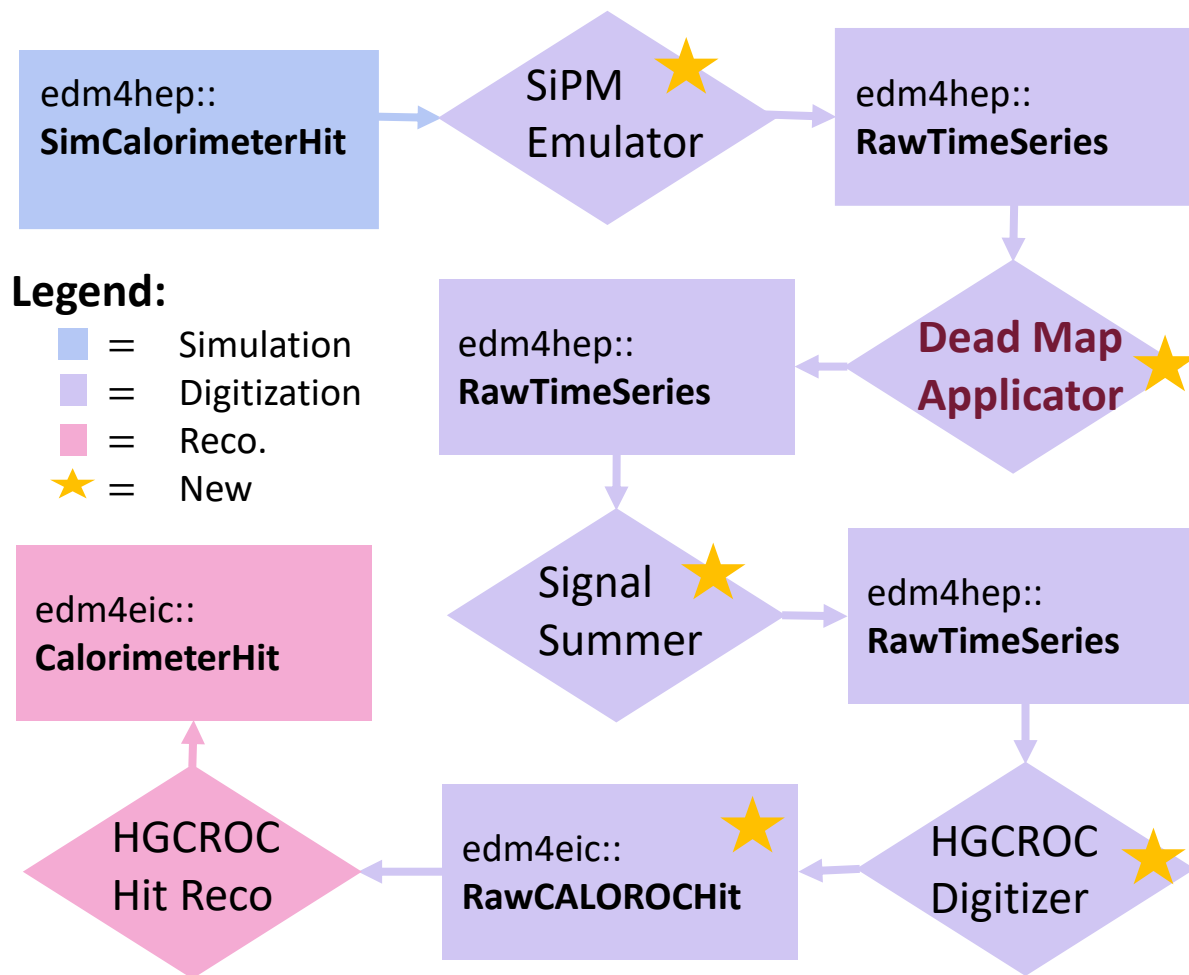 edm4hep::
SimCalorimeterHit
SiPM
Emulator
edm4hep::
RawTimeSeries
Legend:
= Simulation
= Digitization
= Reco.
= New
edm4hep::
RawTimeSeries
Dead Map
Applicator
edm4eic::
CalorimeterHit
Signal
Summer
edm4hep::
RawTimeSeries
HGCROC
Hit Reco
edm4eic::
RawCALOROCHit
HGCROC
Digitizer